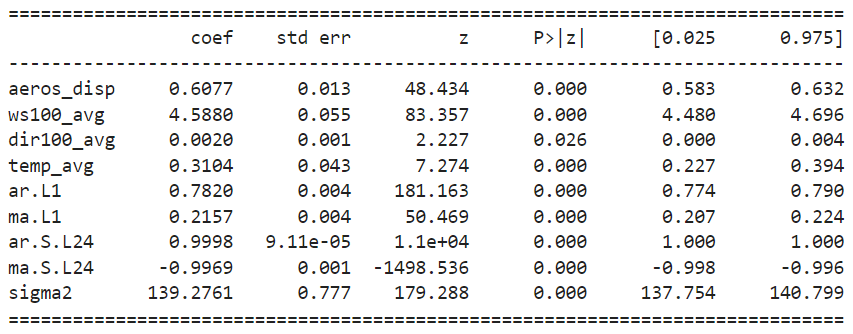 ==============================================================================
                 coef    std err          z      P>|z|      [0.025      0.975]
------------------------------------------------------------------------------
aeros_disp     0.6077      0.013     48.434      0.000       0.583       0.632
ws100_avg      4.5880      0.055     83.357      0.000       4.480       4.696
dir100_avg     0.0020      0.001      2.227      0.026       0.000       0.004
temp_avg       0.3104      0.043      7.274      0.000       0.227       0.394
ar.L1          0.7820      0.004    181.163      0.000       0.774       0.790
ma.L1          0.2157      0.004     50.469      0.000       0.207       0.224
ar.S.L24       0.9998   9.11e-05    1.1e+04      0.000       1.000       1.000
ma.S.L24      -0.9969      0.001  -1498.536      0.000      -0.998      -0.996
sigma2       139.2761      0.777    179.288      0.000     137.754     140.799
==============================================================================